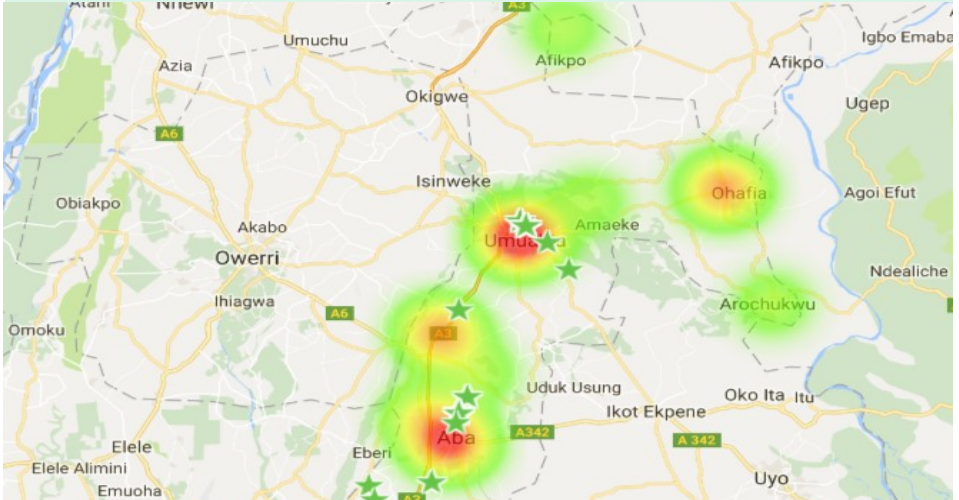 Nnewi
A3
Umuchu
Azia
Afikpo
Afikpo
Igbo Emaba
Okigwe
Ugep
A6
Isinweke
Ohafia
Obiakpo
Agoi Efut
Akabo
Amaeke
Owerri
Ndealiche
Ihiagwa
Arochukwu
A6
Omoku
A3
Uduk Usung
Oko Ita
Itu
Ikot Ekpene
A342
Aba
A 342
Elele
Eberi
Elele Alimini
Uyo
Emuoha